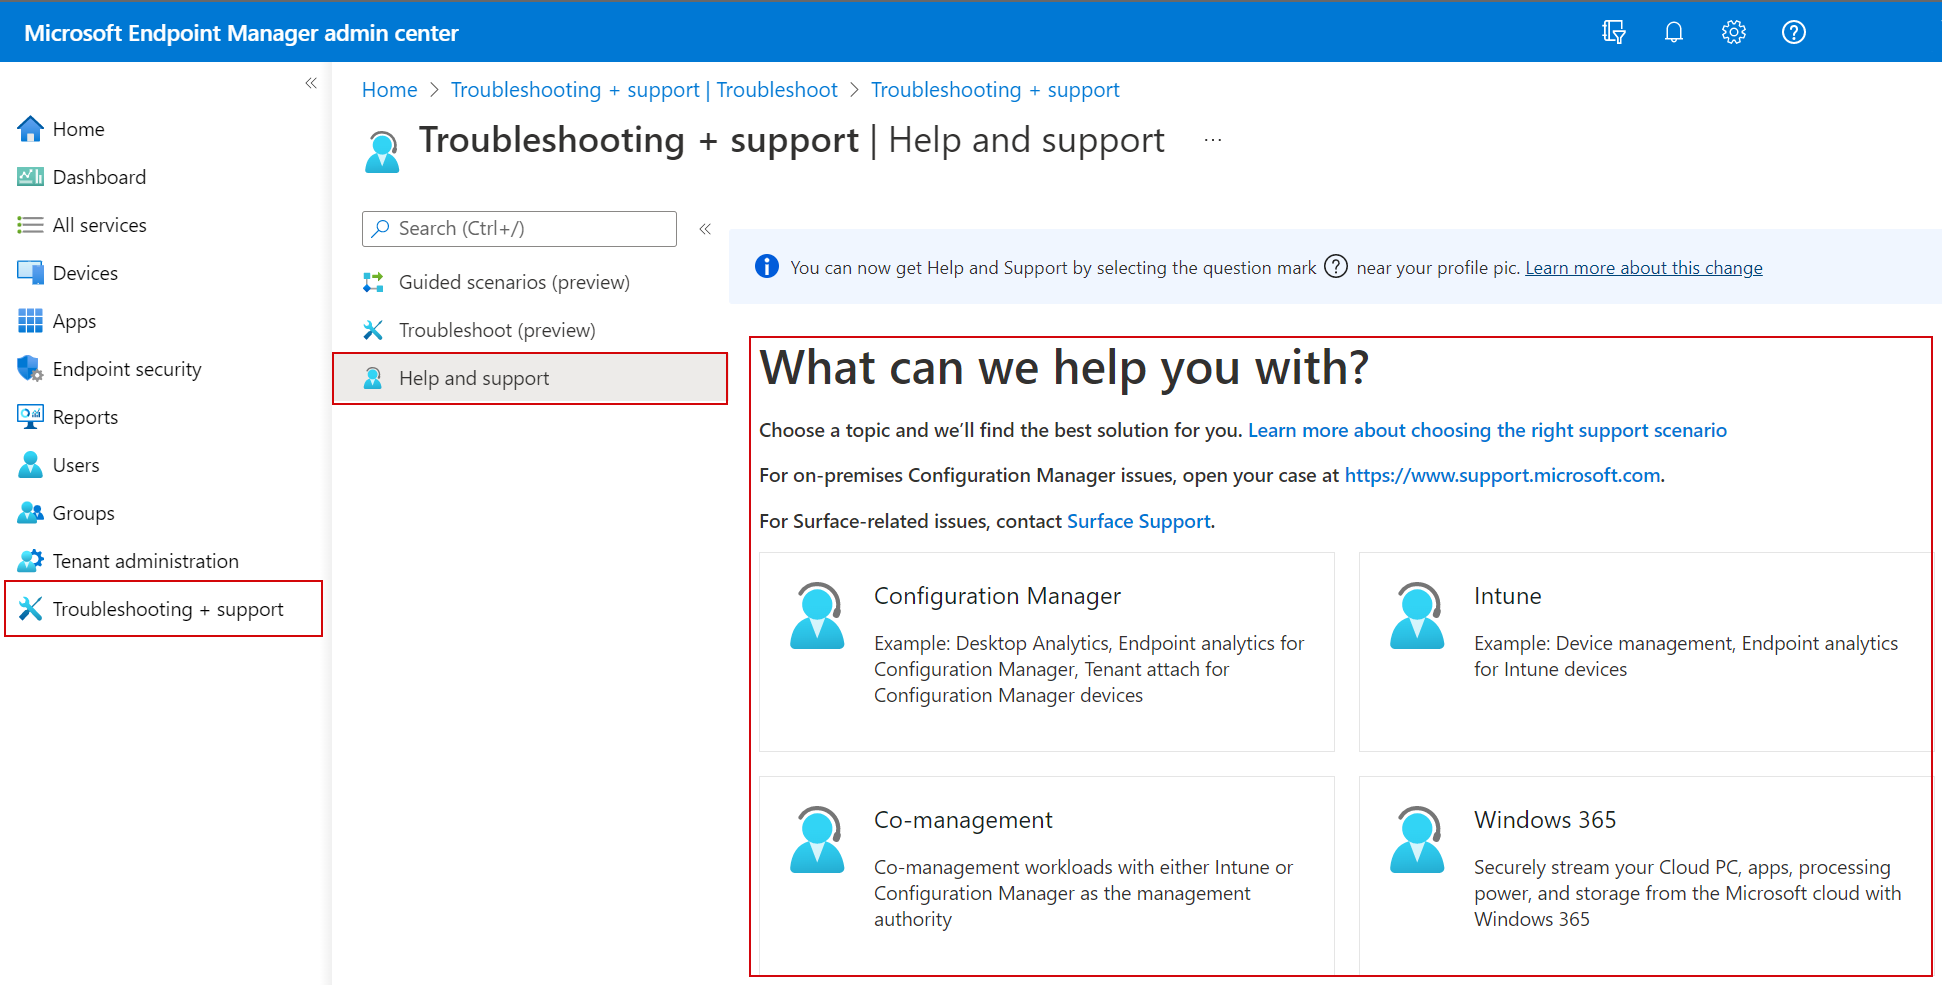 Microsoft Endpoint Manager admin center
Home
Dashboard
All services
Devices
Apps
Endpoint security
Reports
Users
Groups
Tenant administration
Troubleshooting + support
Home > Troubleshooting + support | Troubleshoot > Troubleshooting + support
Troubleshooting + support | Help and support ...
Search (Ctrl+/)
Guided scenarios (preview)
Troubleshoot (preview)
Help and support
You can now get Help and Support by selecting the question mark ? near your profile pic. Learn more about this change
What can we help you with?
Choose a topic and we’ll find the best solution for you. Learn more about choosing the right support scenario
For on-premises Configuration Manager issues, open your case at https://www.support.microsoft.com.
For Surface-related issues, contact Surface Support.
Configuration Manager
Example: Desktop Analytics, Endpoint analytics for
Configuration Manager, Tenant attach for
Configuration Manager devices
Intune
Example: Device management, Endpoint analytics
for Intune devices
Co-management
Co-management workloads with either Intune or
Configuration Manager as the management
authority
Windows 365
Securely stream your Cloud PC, apps, processing
power, and storage from the Microsoft cloud with
Windows 365